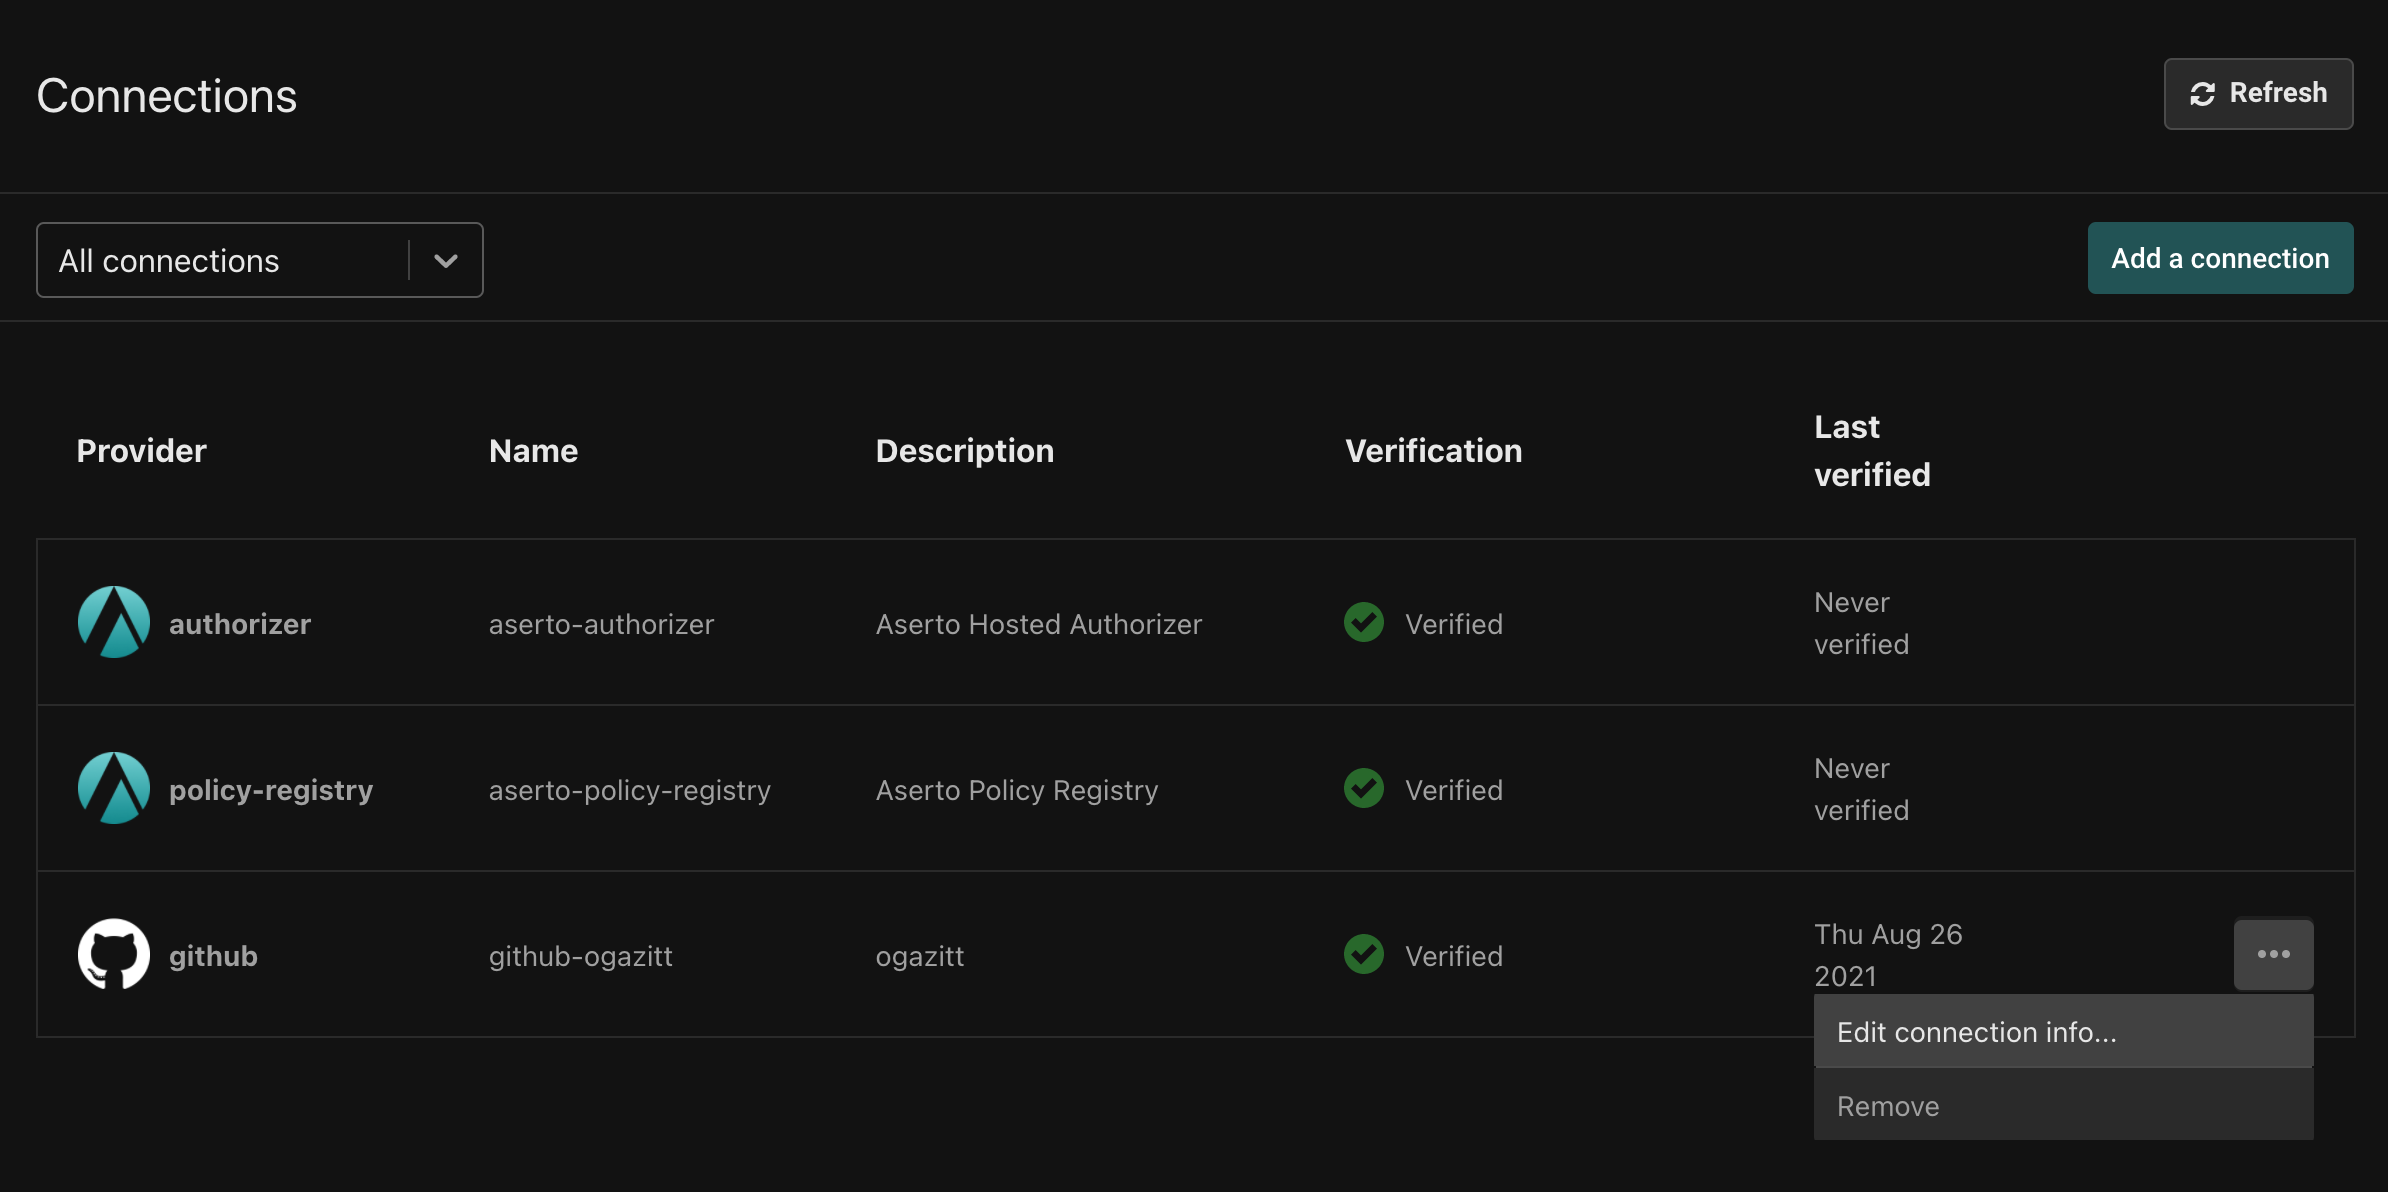 Connections
Refresh
All connections
Add a connection
Provider Name Description Verification Last verified
authorizer aserto-authorizer Aserto Hosted Authorizer Verified Never verified
policy-registry aserto-policy-registry Aserto Policy Registry Verified Never verified
github github-ogazitt ogazitt Verified Thu Aug 26 2021
Edit connection info...
Remove